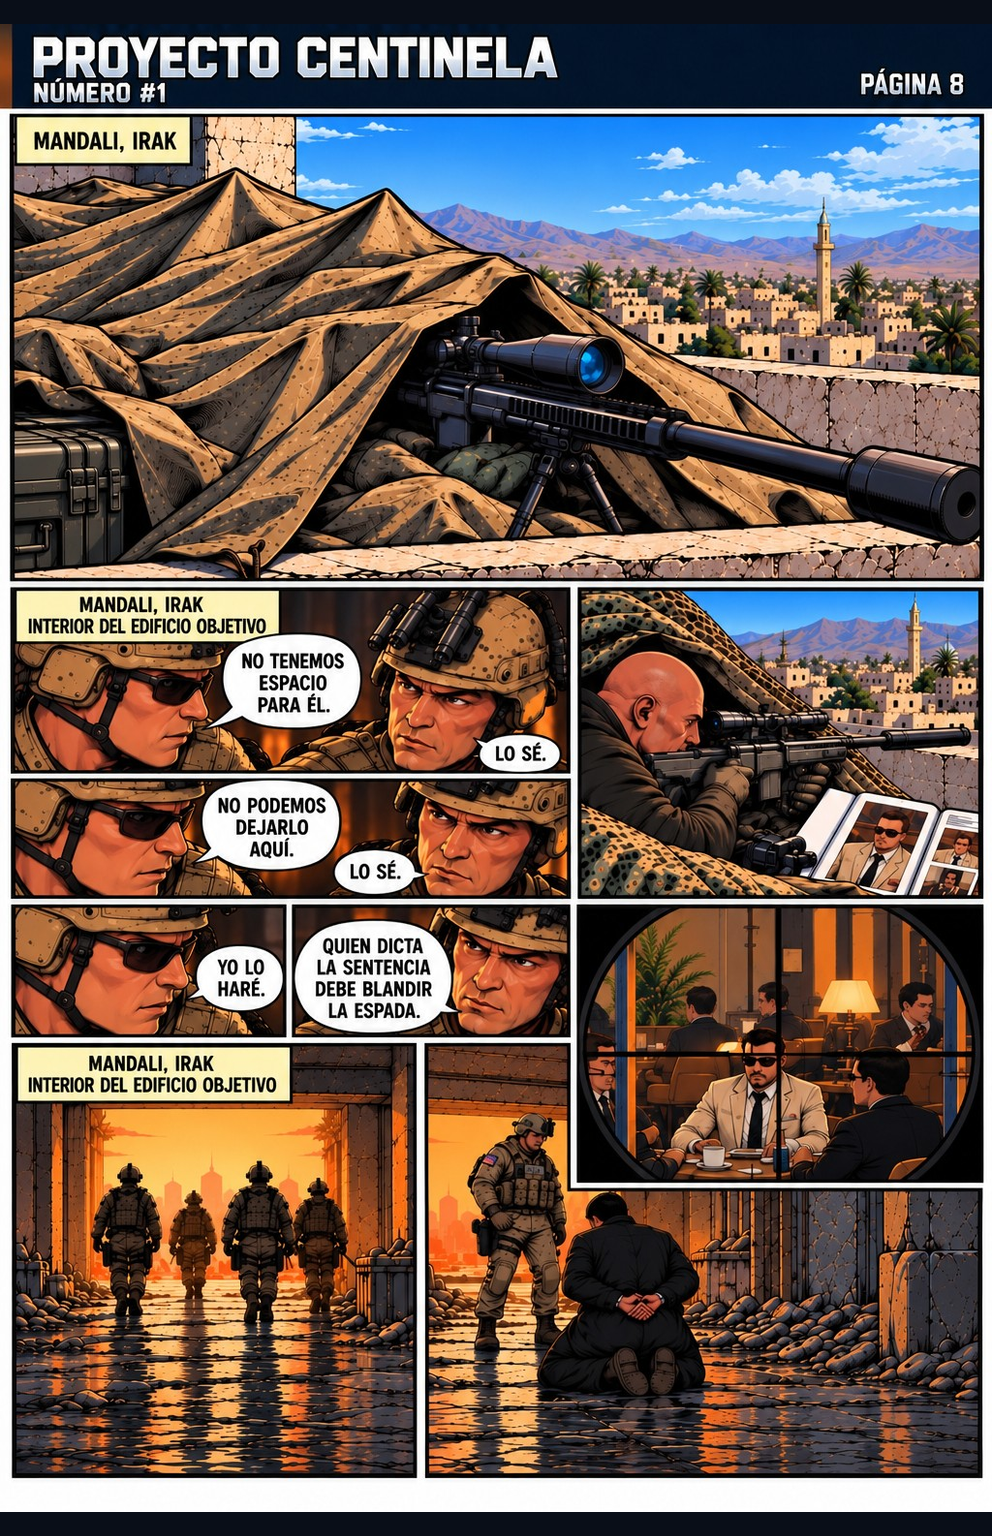 PROYECTO CENTINELA
NÚMERO #1
PÁGINA 8
MANDALI, IRAK
MANDALI, IRAK
INTERIOR DEL EDIFICIO OBJETIVO
NO TENEMOS
ESPACIO
PARA ÉL.
LO SÉ.
NO PODEMOS
DEJARLO
AQUÍ.
LO SÉ.
YO LO
HARÉ.
QUIEN DICTA
LA SENTENCIA
DEBE BLANDIR
LA ESPADA.
MANDALI, IRAK
INTERIOR DEL EDIFICIO OBJETIVO